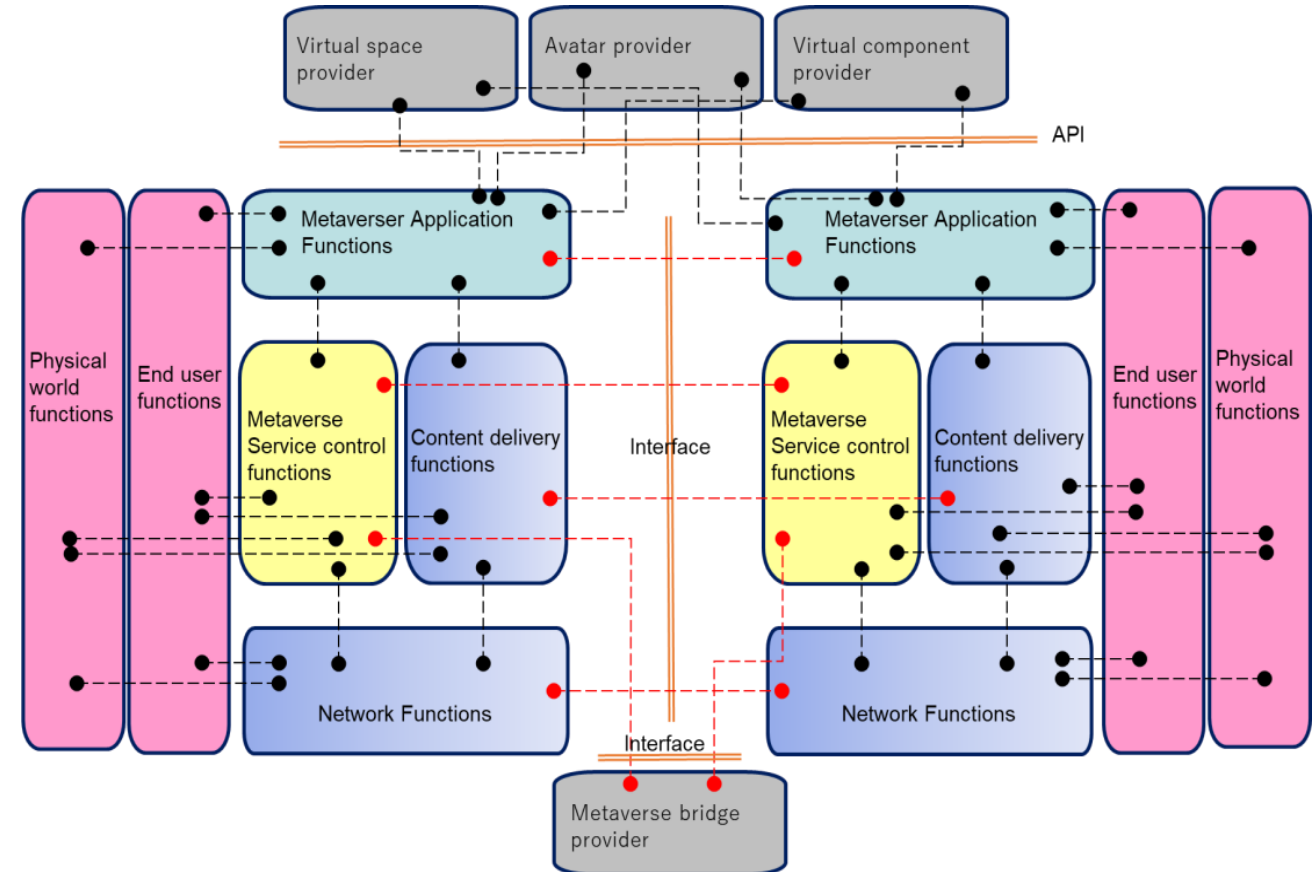 Virtual space
provider
Avatar provider
Virtual component
provider
API
Metaverser Application
Functions
Metaverser Application
Functions
Physical
world
functions
End user
functions
Metaverse
Service control
functions
Content delivery
functions
Interface
Metaverse
Service control
functions
Content delivery
functions
End user
functions
Physical
world
functions
Network Functions
Network Functions
Interface
Metaverse bridge
provider